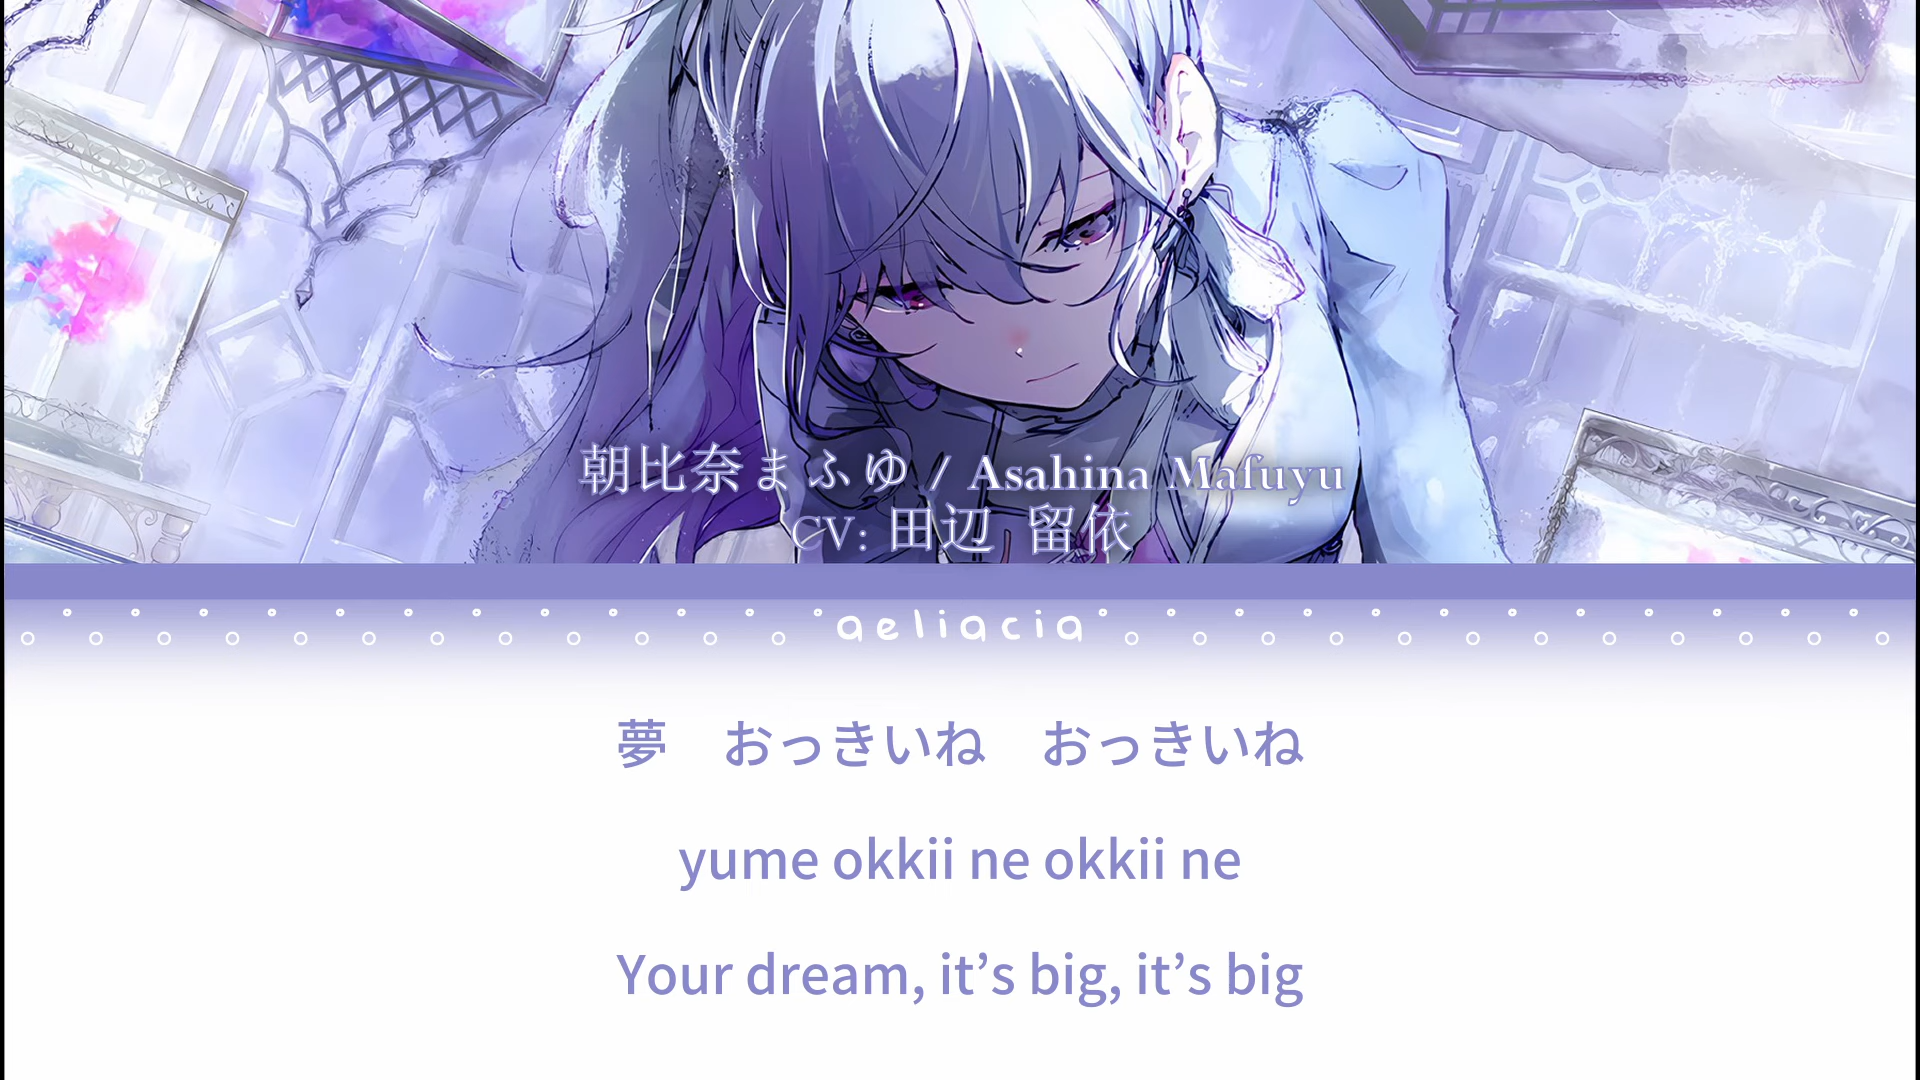 朝比奈まふゆ / Asahina Mafuyu
CV: 田辺 留依
aeliacia
夢　おっきいね　おっきいね
yume okkii ne okkii ne
Your dream, it’s big, it’s big